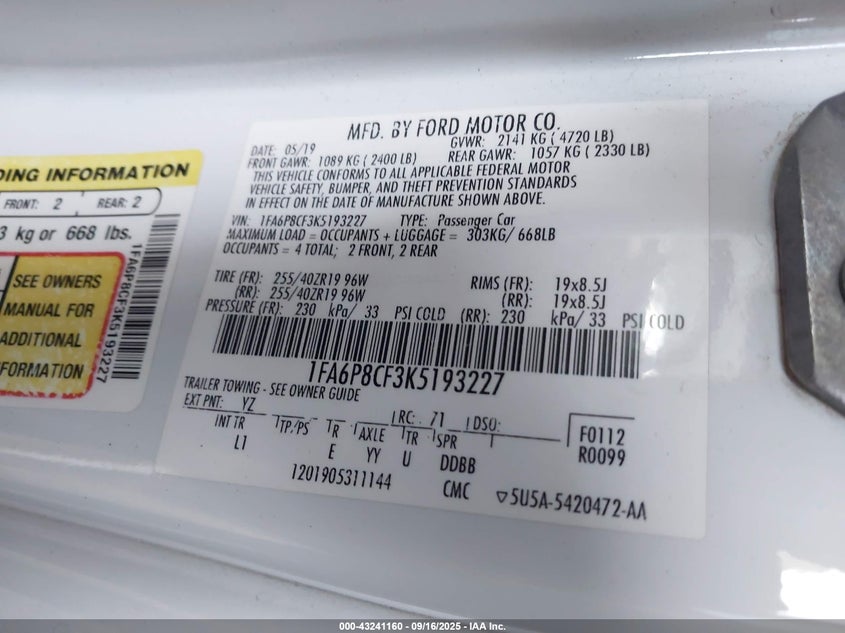 DING INFORMATION
FRONT: 2 REAR: 2
3 kg or 668 lbs.
SEE OWNERS
MANUAL FOR
ADDITIONAL
INFORMATION
1FA6P8CF3K5193227
MFD. BY FORD MOTOR CO.
DATE: 05/19 GVWR: 2141 KG ( 4720 LB)
FRONT GAWR: 1089 KG ( 2400 LB) REAR GAWR: 1057 KG ( 2330 LB)
THIS VEHICLE CONFORMS TO ALL APPLICABLE FEDERAL MOTOR
VEHICLE SAFETY, BUMPER, AND THEFT PREVENTION STANDARDS
IN EFFECT ON THE DATE OF MANUFACTURE SHOWN ABOVE.
VIN: 1FA6P8CF3K5193227 TYPE: Passenger Car
MAXIMUM LOAD = OCCUPANTS + LUGGAGE = 303KG/ 668LB
OCCUPANTS = 4 TOTAL; 2 FRONT, 2 REAR
TIRE (FR): 255/40ZR19 96W RIMS (FR): 19x8.5J
(RR): 255/40ZR19 96W (RR): 19x8.5J
PRESSURE (FR): 230 kPa/ 33 PSI COLD (RR): 230 kPa/ 33 PSI COLD
1FA6P8CF3K5193227
TRAILER TOWING - SEE OWNER GUIDE
EXT PNT: YZ RC: 71 DSO: F0112
INT TR TP/PS R AXLE TR SPR R0099
L1 E YY U DDBB
1201905311144 CMC 5U5A-5420472-AA
000-43241160 - 09/16/2025 - IAA Inc.